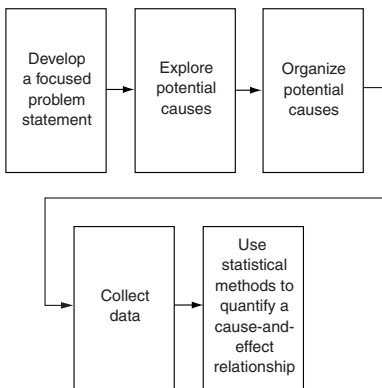 Develop
a focused
problem
statement
Explore
potential
causes
Organize
potential
causes
Collect
data
Use
statistical
methods to
quantify a
cause-and-
effect
relationship